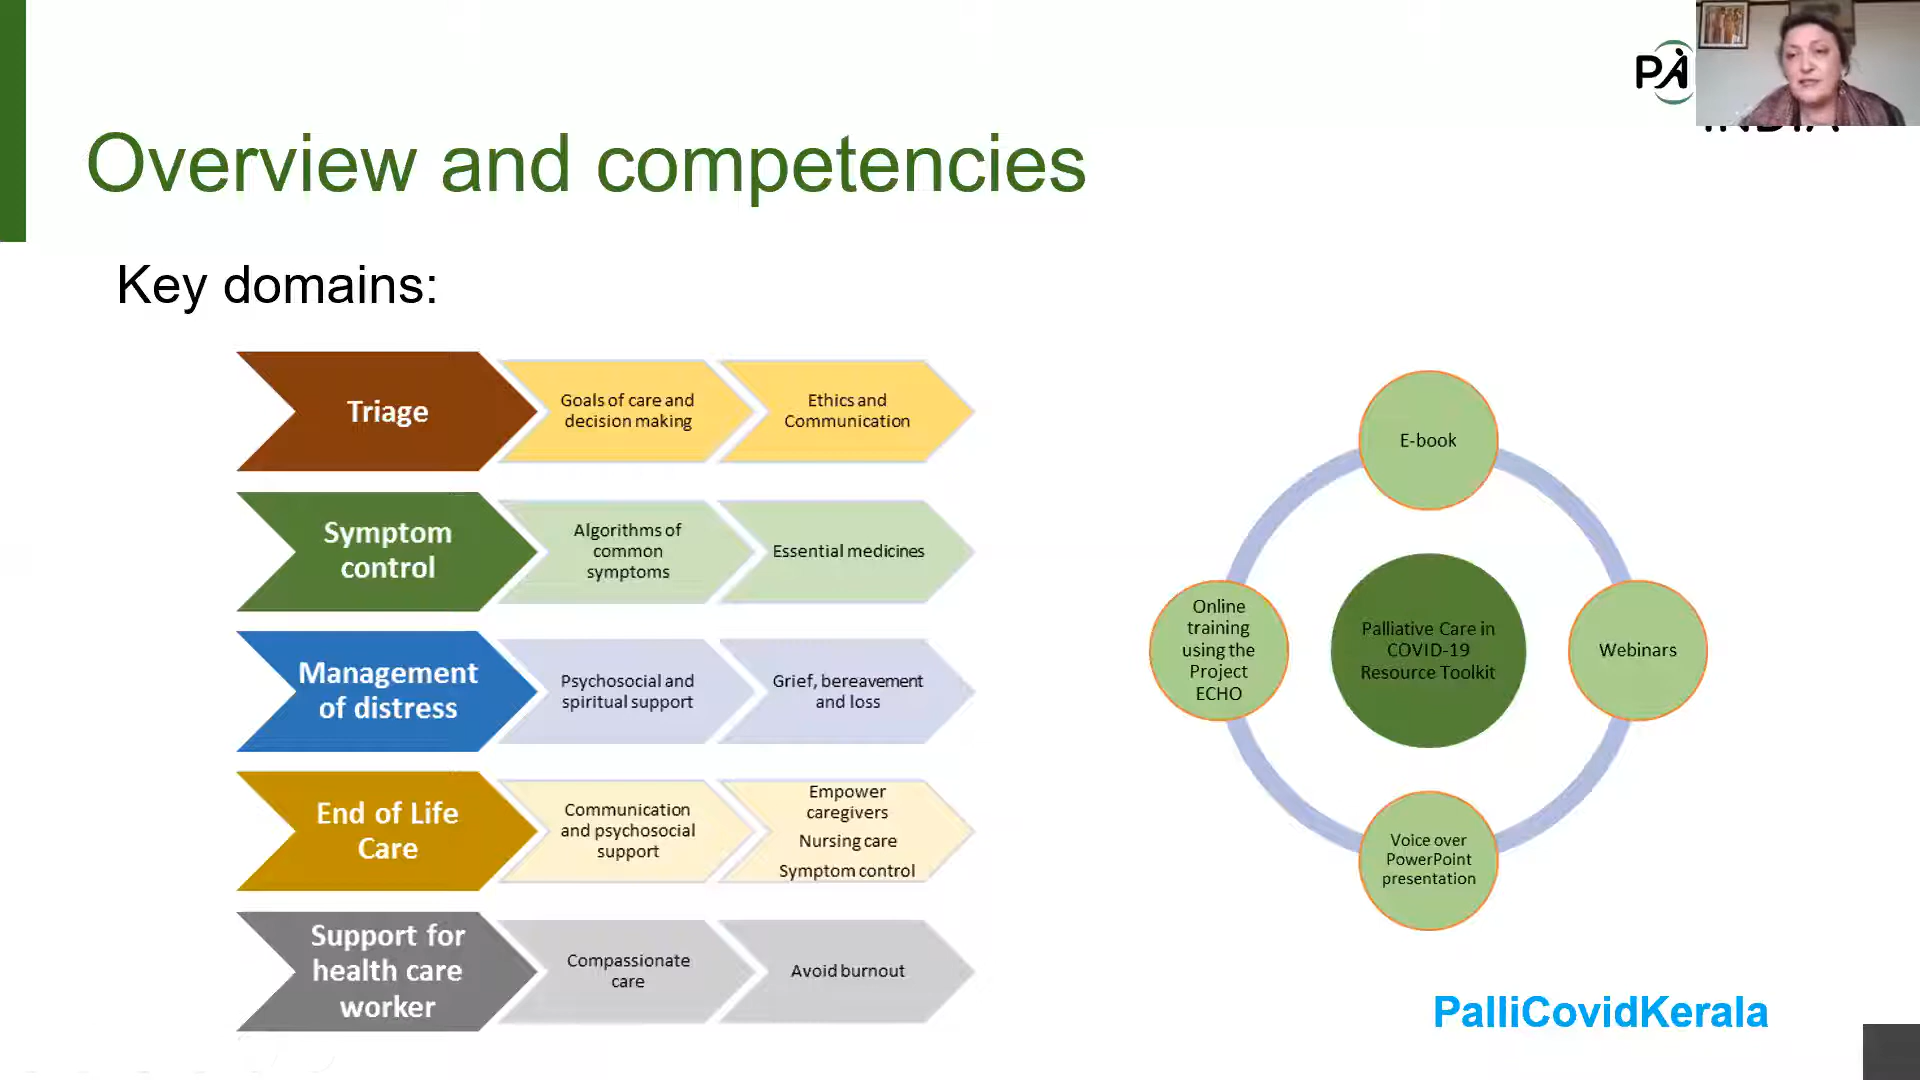 Overview and competencies
Key domains:
Triage
Goals of care and
decision making
Ethics and
Communication
Symptom
control
Algorithms of
common
symptoms
Essential medicines
Management
of distress
Psychosocial and
spiritual support
Grief, bereavement
and loss
End of Life
Care
Communication
and psychosocial
support
Empower
caregivers
Nursing care
Symptom control
Support for
health care
worker
Compassionate
care
Avoid burnout
E-book
Online
training
using the
Project
ECHO
Palliative Care in
COVID-19
Resource Toolkit
Webinars
Voice over
PowerPoint
presentation
PalliCovidKerala